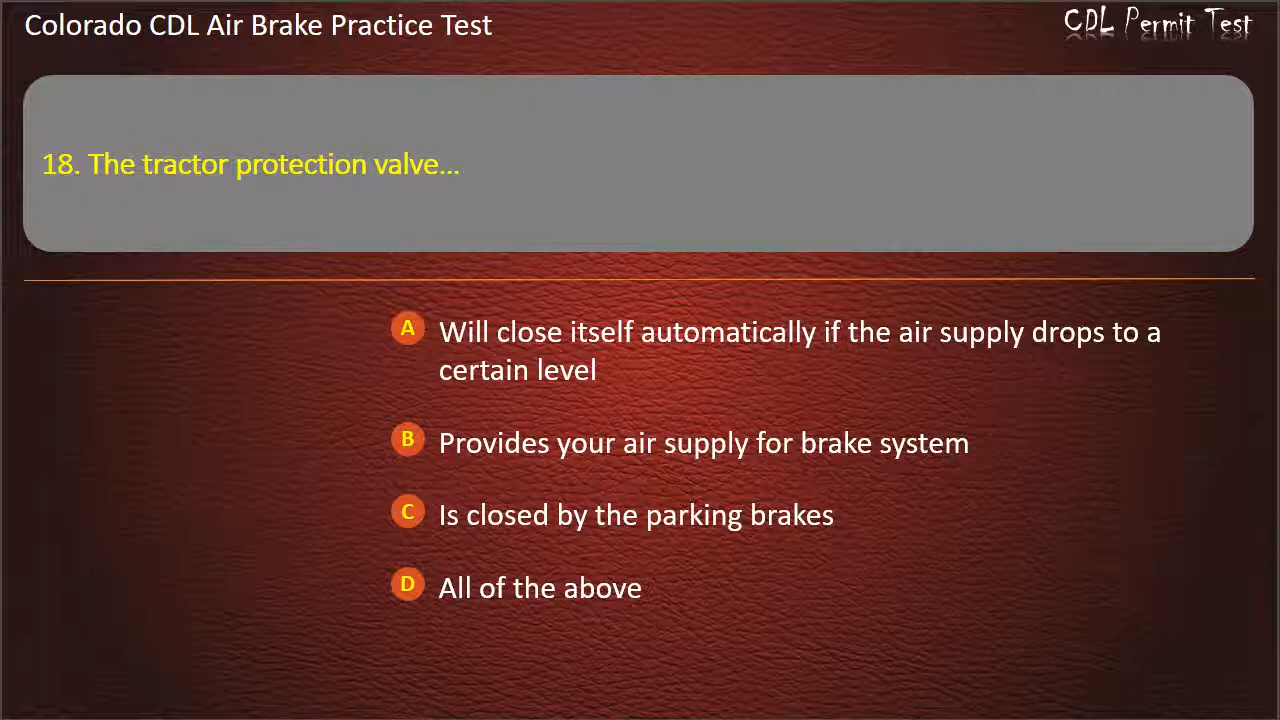 Colorado CDL Air Brake Practice Test
CDL Permit Test
18. The tractor protection valve...
A Will close itself automatically if the air supply drops to a
certain level
B Provides your air supply for brake system
C Is closed by the parking brakes
D All of the above